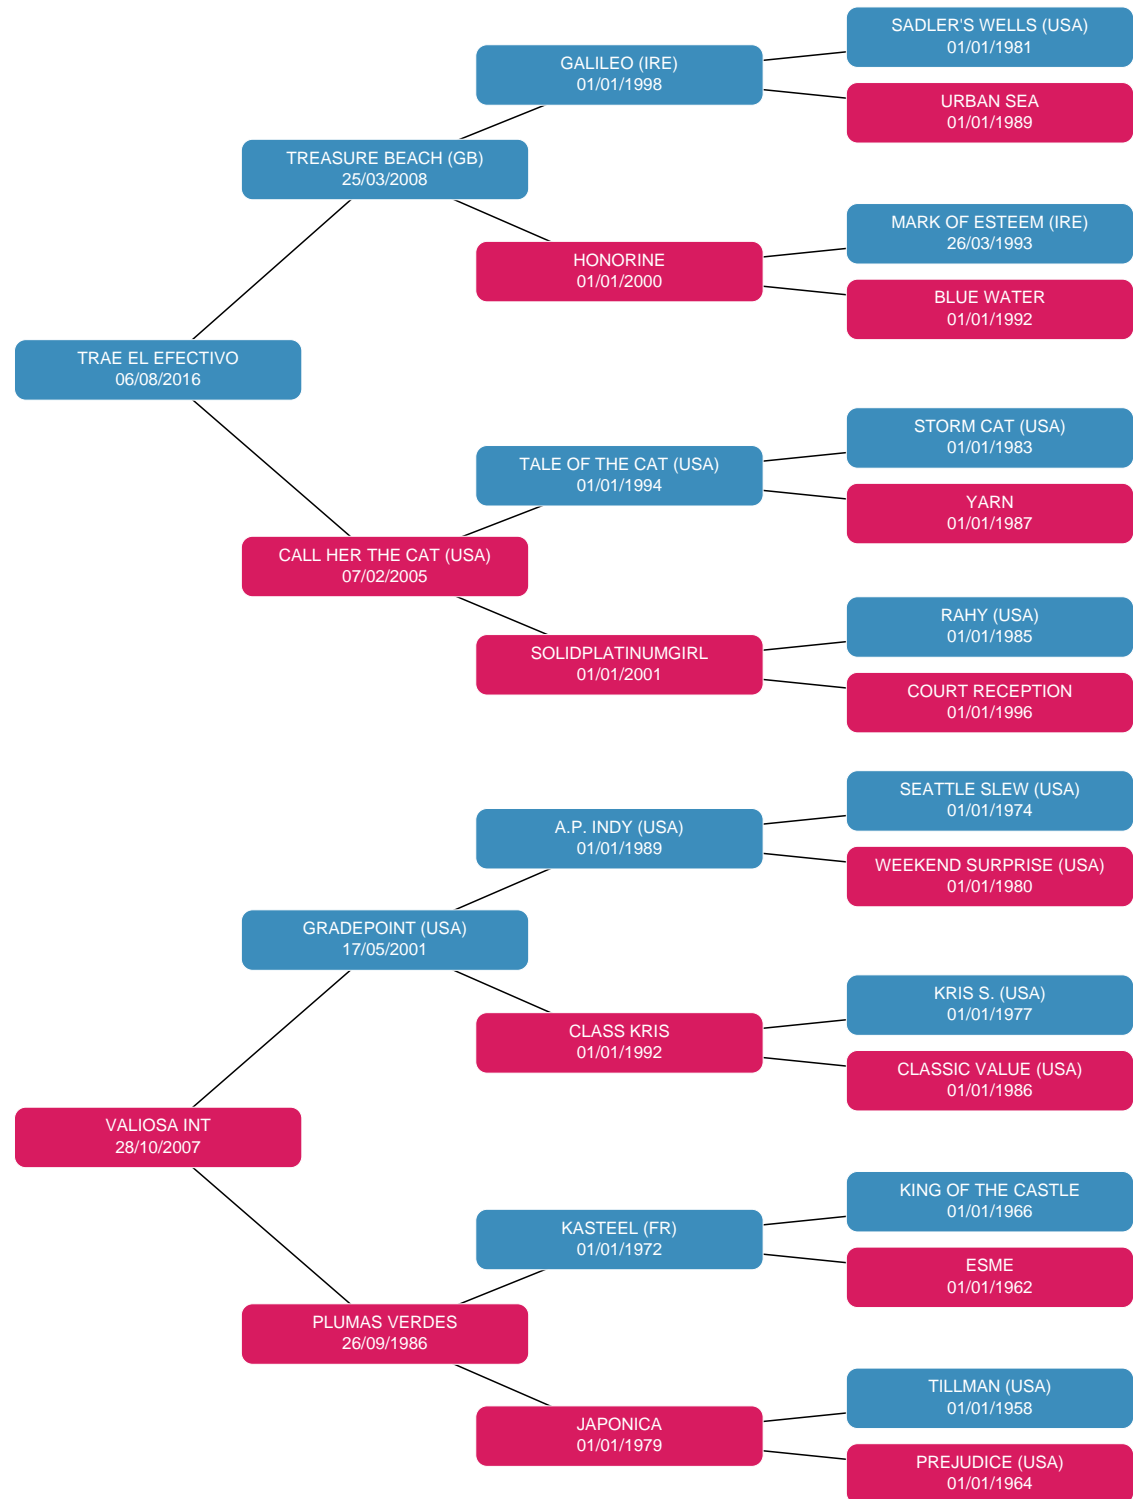 SADLER'S WELLS (USA)
01/01/1981
GALILEO (IRE)
01/01/1998
URBAN SEA
01/01/1989
TREASURE BEACH (GB)
25/03/2008
MARK OF ESTEEM (IRE)
26/03/1993
HONORINE
01/01/2000
BLUE WATER
01/01/1992
TRAE EL EFECTIVO
06/08/2016
STORM CAT (USA)
01/01/1983
TALE OF THE CAT (USA)
01/01/1994
YARN
01/01/1987
CALL HER THE CAT (USA)
07/02/2005
RAHY (USA)
01/01/1985
SOLIDPLATINUMGIRL
01/01/2001
COURT RECEPTION
01/01/1996
SEATTLE SLEW (USA)
01/01/1974
A.P. INDY (USA)
01/01/1989
WEEKEND SURPRISE (USA)
01/01/1980
GRADEPOINT (USA)
17/05/2001
KRIS S. (USA)
01/01/1977
CLASS KRIS
01/01/1992
CLASSIC VALUE (USA)
01/01/1986
VALIOSA INT
28/10/2007
KING OF THE CASTLE
01/01/1966
KASTEEL (FR)
01/01/1972
ESME
01/01/1962
PLUMAS VERDES
26/09/1986
TILLMAN (USA)
01/01/1958
JAPONICA
01/01/1979
PREJUDICE (USA)
01/01/1964